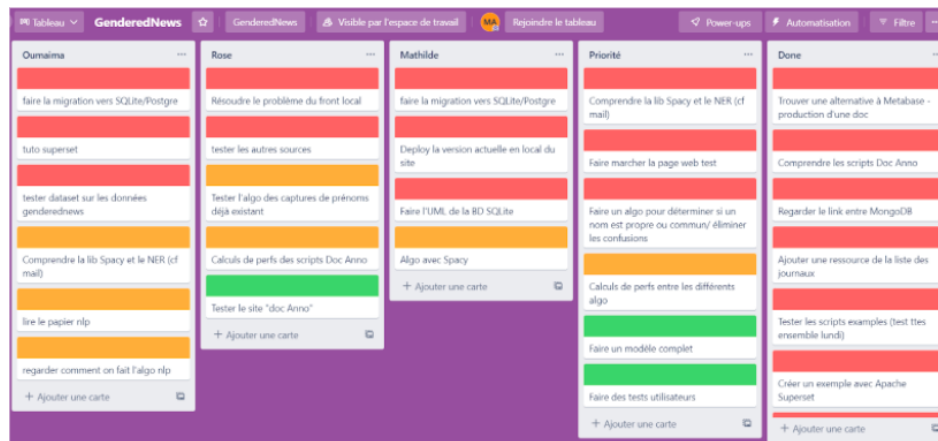 Tableau GenderedNews GenderedNews Visible par l'espace de travail MA Rejoindre le tableau Power-ups Automatisation Filtre
Oumaima
faire la migration vers SQLite/Postgre
tuto superset
tester dataset sur les données
genderednews
Comprendre la lib Spacy et le NER (cf
mail)
lire le papier nlp
regarder comment on fait l'algo nlp
+ Ajouter une carte
Rose
Résoudre le problème du front local
tester les autres sources
Tester l'algo des captures de prénoms
déjà existant
Calculs de perfs des scripts Doc Anno
Tester le site "doc Anno"
+ Ajouter une carte
Mathilde
faire la migration vers SQLite/Postgre
Deploy la version actuelle en local du
site
Faire l'UML de la BD SQLite
Algo avec Spacy
+ Ajouter une carte
Priorité
Comprendre la lib Spacy et le NER (cf
mail)
Faire marcher la page web test
Faire un algo pour déterminer si un
nom est propre ou commun/ éliminer
les confusions
Calculs de perfs entre les différents
algo
Faire un modèle complet
Faire des tests utilisateurs
+ Ajouter une carte
Done
Trouver une alternative à Metabase -
production d'une doc
Comprendre les scripts Doc Anno
Regarder le link entre MongoDB
Ajouter une ressource de la liste des
journaux
Tester les scripts examples (test ttes
ensemble lundi)
Créer un exemple avec Apache
Superset
+ Ajouter une carte